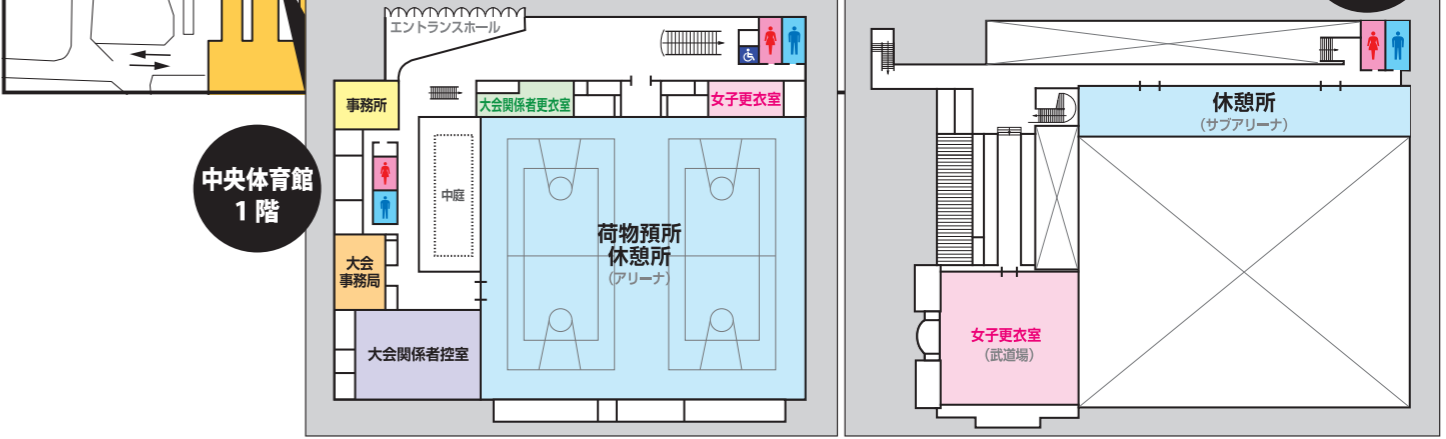 エントランスホール
事務所
大会関係者更衣室
女子更衣室
中央体育館
1階
中庭
荷物預所
休憩所
（アリーナ）
大会
事務局
大会関係者控室
休憩所
（サブアリーナ）
女子更衣室
（武道場）